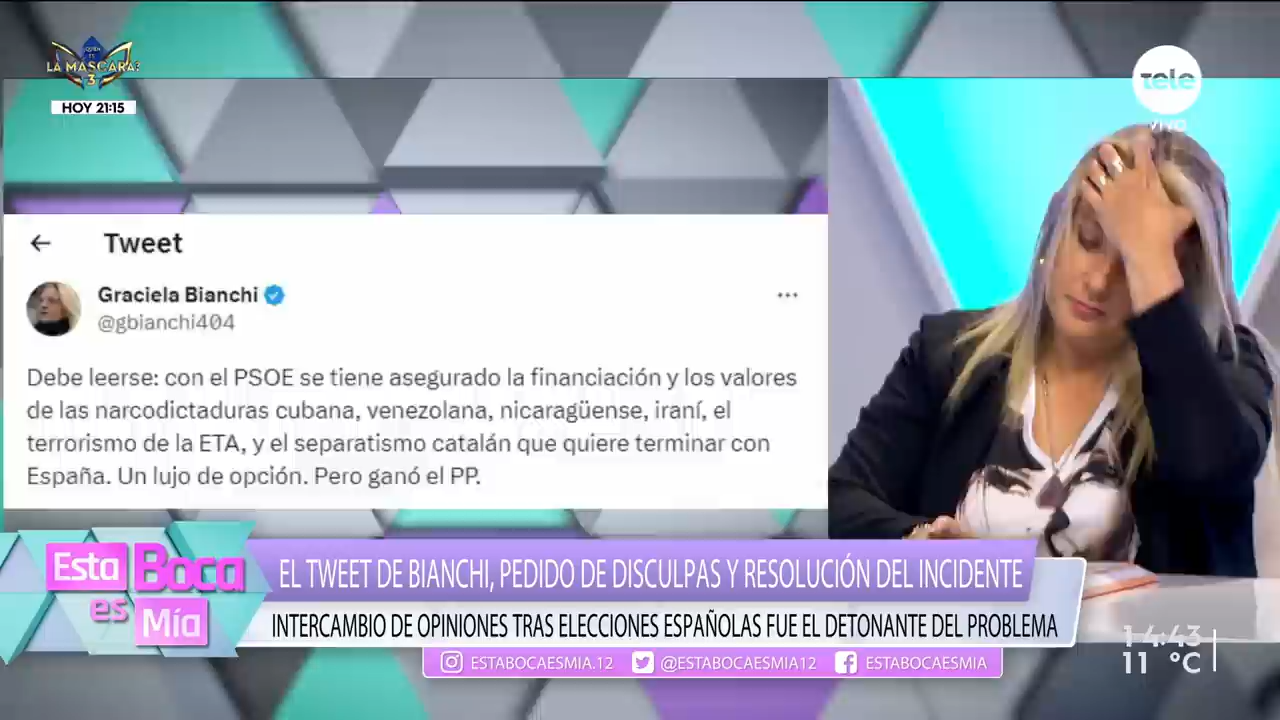 ¿QUIÉN ES
LA MÁSCARA?
3
HOY 21:15
tele
VIVO
Tweet
Graciela Bianchi
@gbianchi404
Debe leerse: con el PSOE se tiene asegurado la financiación y los valores
de las narcodictaduras cubana, venezolana, nicaragüense, iraní, el
terrorismo de la ETA, y el separatismo catalán que quiere terminar con
España. Un lujo de opción. Pero ganó el PP.
Esta Boca
es Mía
EL TWEET DE BIANCHI, PEDIDO DE DISCULPAS Y RESOLUCIÓN DEL INCIDENTE
INTERCAMBIO DE OPINIONES TRAS ELECCIONES ESPAÑOLAS FUE EL DETONANTE DEL PROBLEMA
ESTABOCAESMIA.12 @ESTABOCAESMIA12 ESTABOCAESMIA
14:43
11 °C